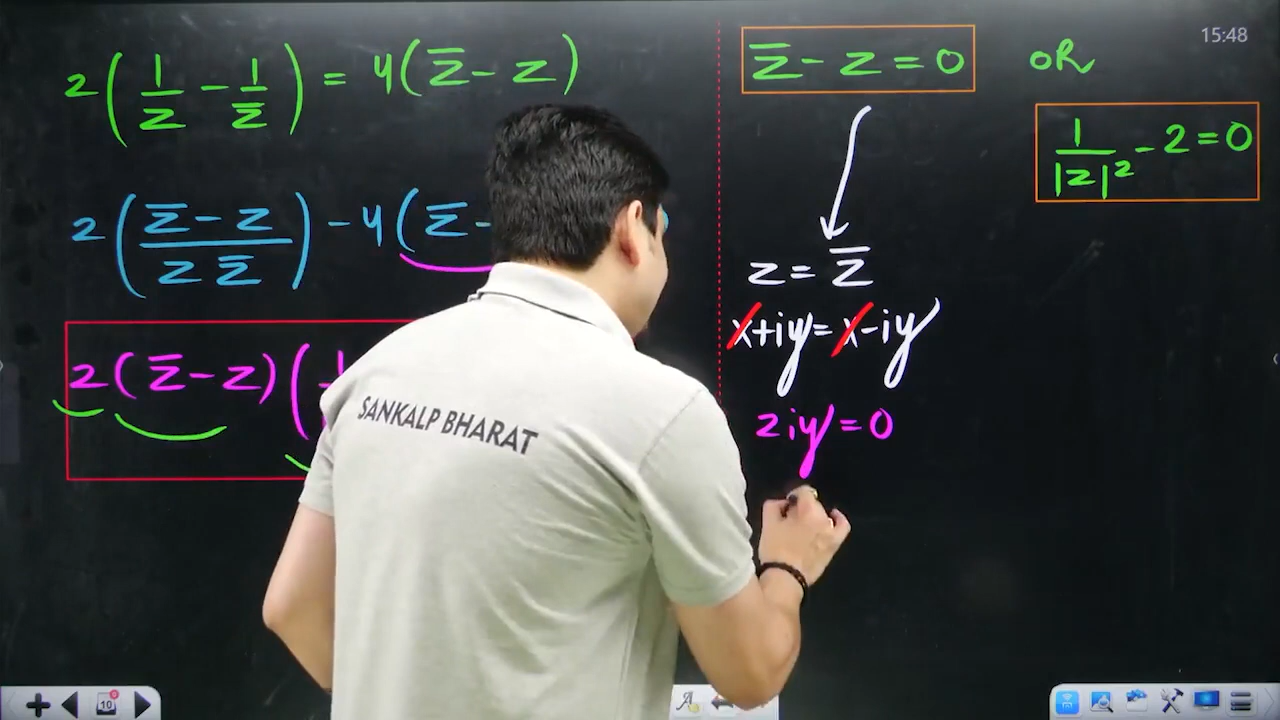 2(1/z - 1/z̅) = 4(z̅ - z)
2((z̅ - z)/(z z̅)) - 4(z̅ -
2(z̅ - z)(
SANKALP BHARAT
15:48
z̅ - z = 0 OR
1/|z|² - 2 = 0
z = z̅
x+iy = x-iy
2iy = 0
10